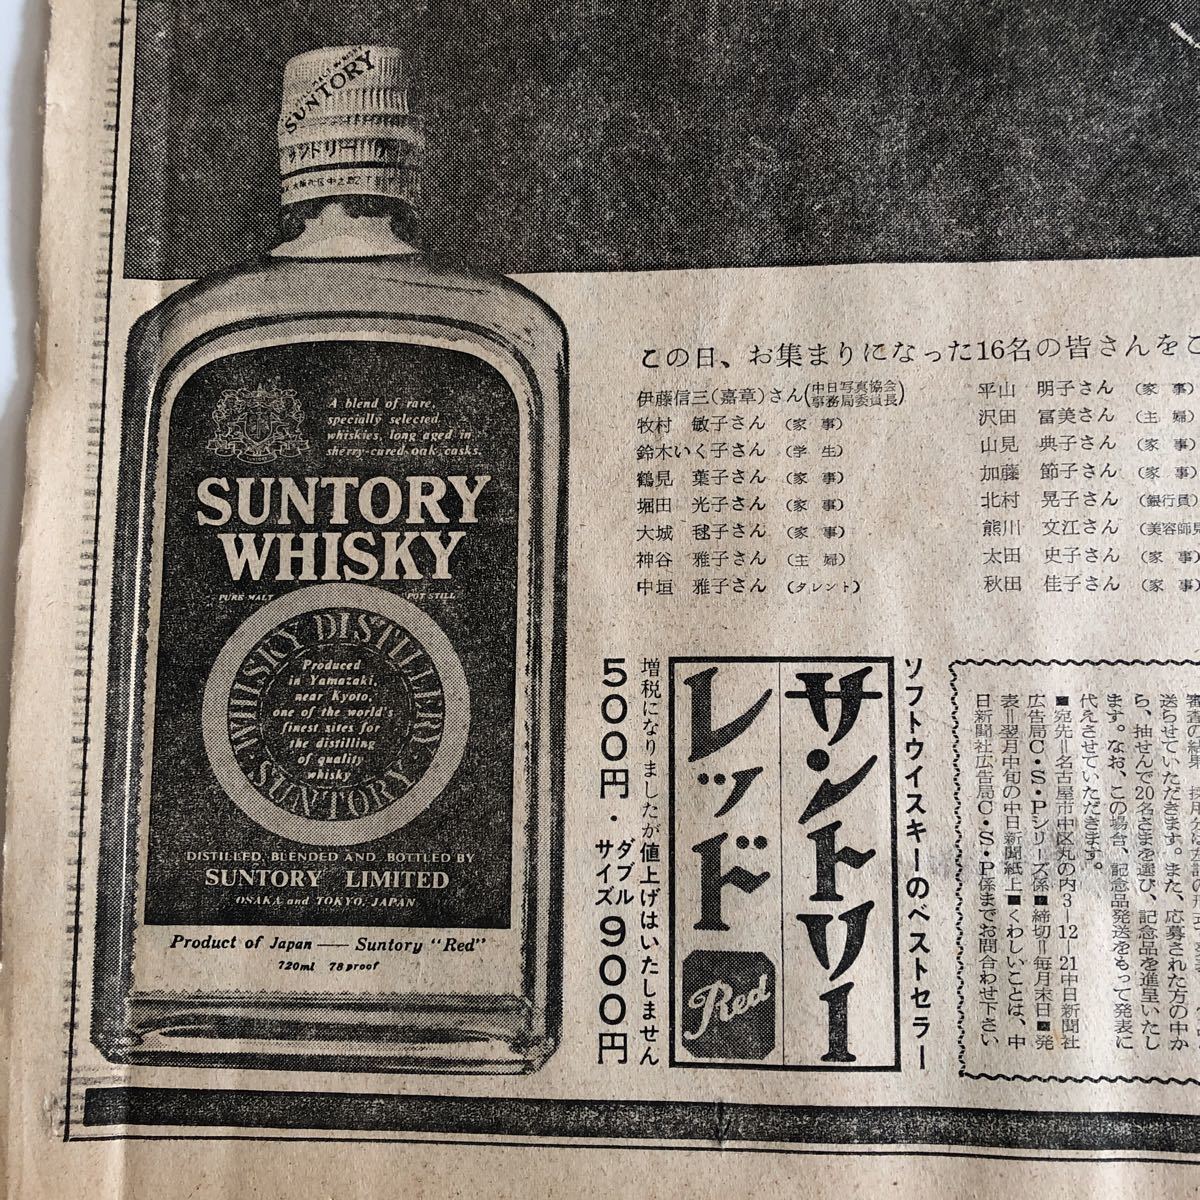 SUNTORY
サントリー
A blend of rare,
specially selected
whiskies, long aged in
sherry-cured oak casks.
SUNTORY
WHISKY
PURE MALT
POT STILL
WHISKY DISTILLERY
SUNTORY
Produced
in Yamazaki,
near Kyoto,
one of the world's
finest sites for
the distilling
of quality
whisky
DISTILLED, BLENDED AND BOTTLED BY
SUNTORY LIMITED
OSAKA and TOKYO, JAPAN
Product of Japan — Suntory "Red"
720ml 78 proof
この日、お集まりになった16名の皆さんをこ
伊藤信三(嘉章)さん(中日写真協会事務局委員長)
牧村 敏子さん (家事)
鈴木いく子さん (学生)
鶴見 葉子さん (家事)
堀田 光子さん (家事)
大城 毬子さん (家事)
神谷 雅子さん (主婦)
中垣 雅子さん (タレント)
平山 明子さん (家事)
沢田 冨美さん (主婦)
山見 典子さん (家事)
加藤 節子さん (家事)
北村 晃子さん (銀行員)
熊川 文江さん (美容師見
太田 史子さん (家事)
秋田 佳子さん (家事)
送らせていただきます。また、応募された方の中か
ら、抽せんで20名さまを選び、記念品を進呈いたし
ます。なお、この場合、記念品発送をもって発表に
代えさせていただきます。
■宛先=名古屋市中区丸の内3-12-21中日新聞社
広告局C・S・Pシリーズ係■締切=毎月末日■発
表=翌月中旬の中日新聞紙上■くわしいことは、中
日新聞社広告局C・S・P係までお問合わせ下さい
ソフトウイスキーのベストセラー
サントリー
レッド
Red
増税になりましたが値上げはいたしません
500円・ダブルサイズ900円